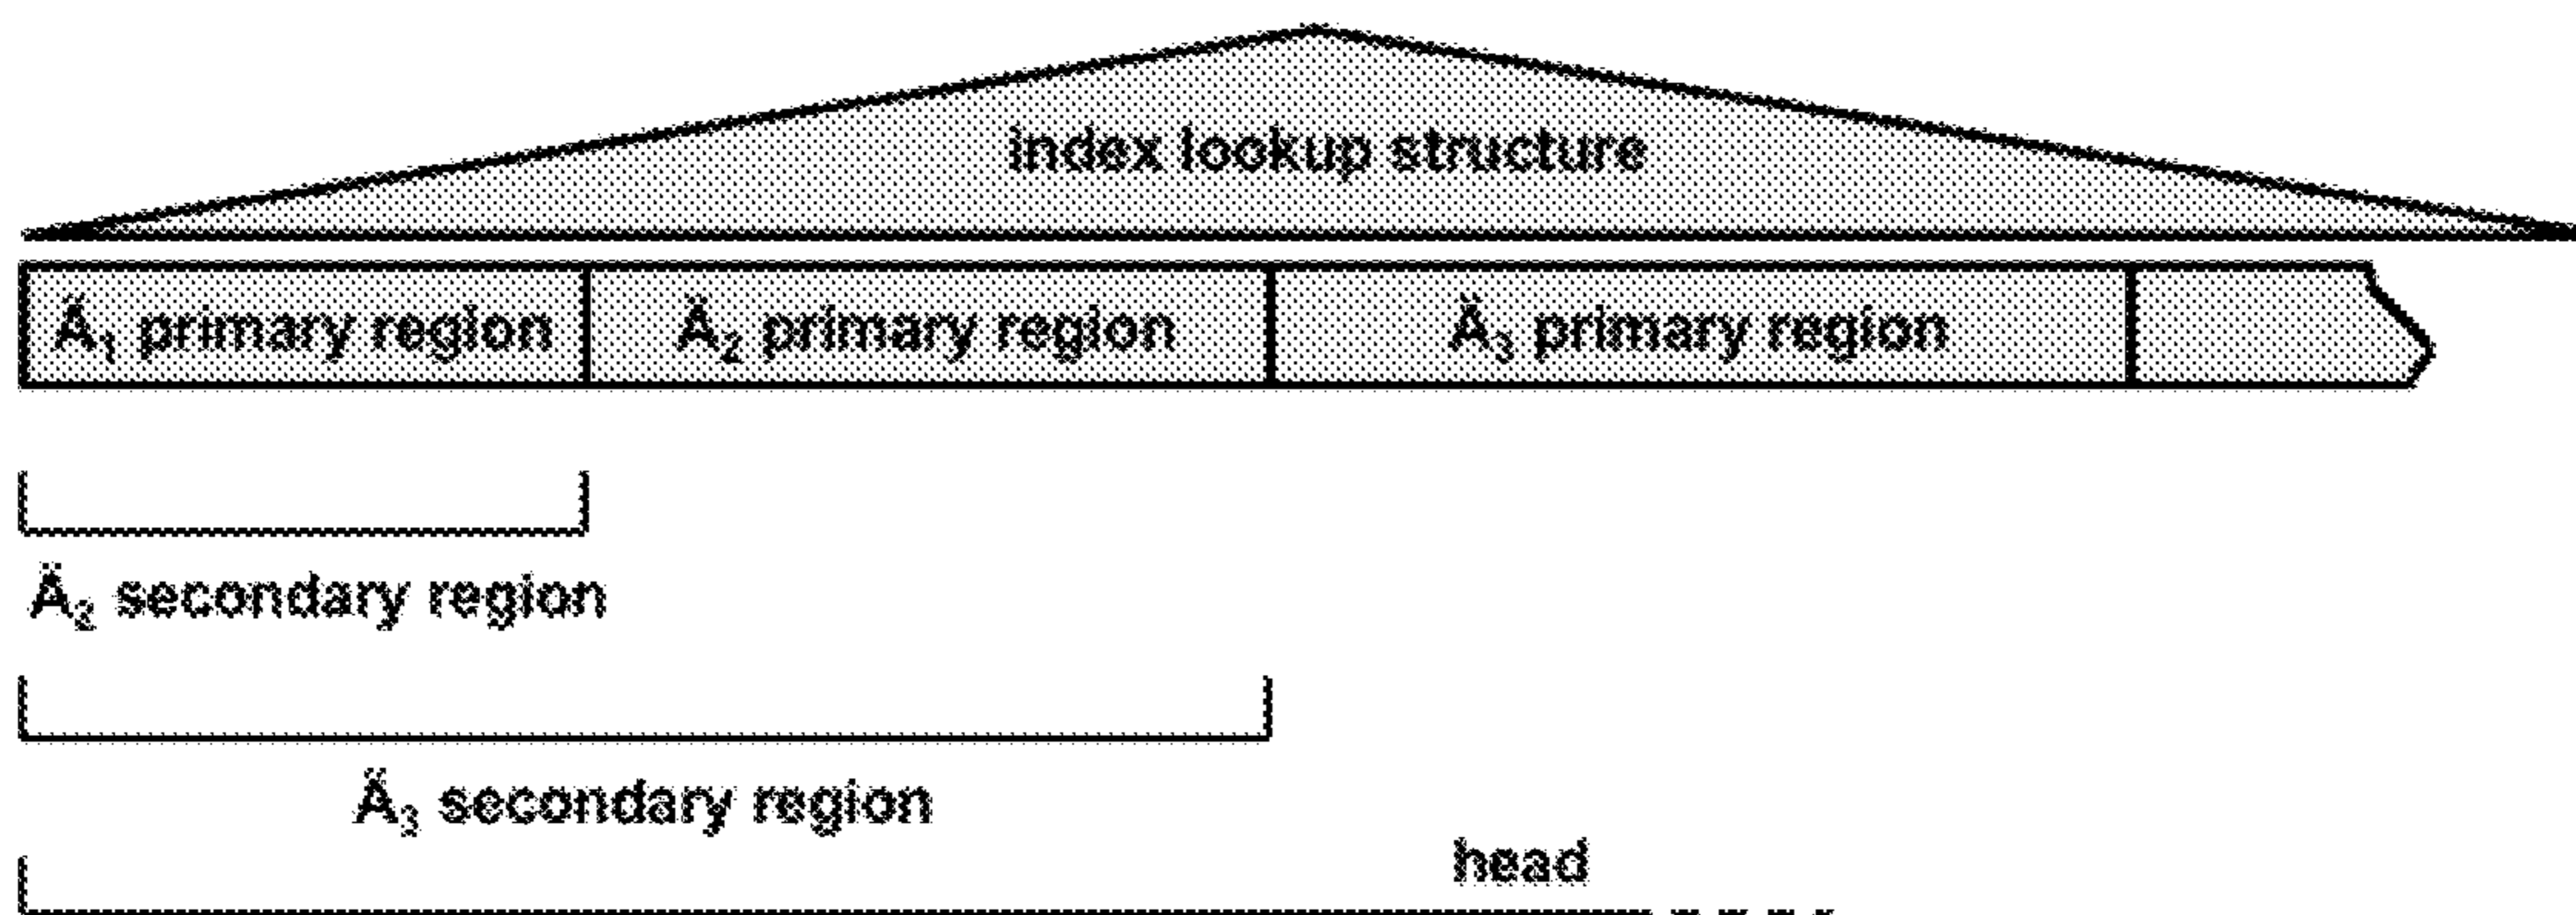 index lookup structure
Ä₁ primary region Ä₂ primary region Ä₃ primary region
Ä₂ secondary region
Ä₃ secondary region
head